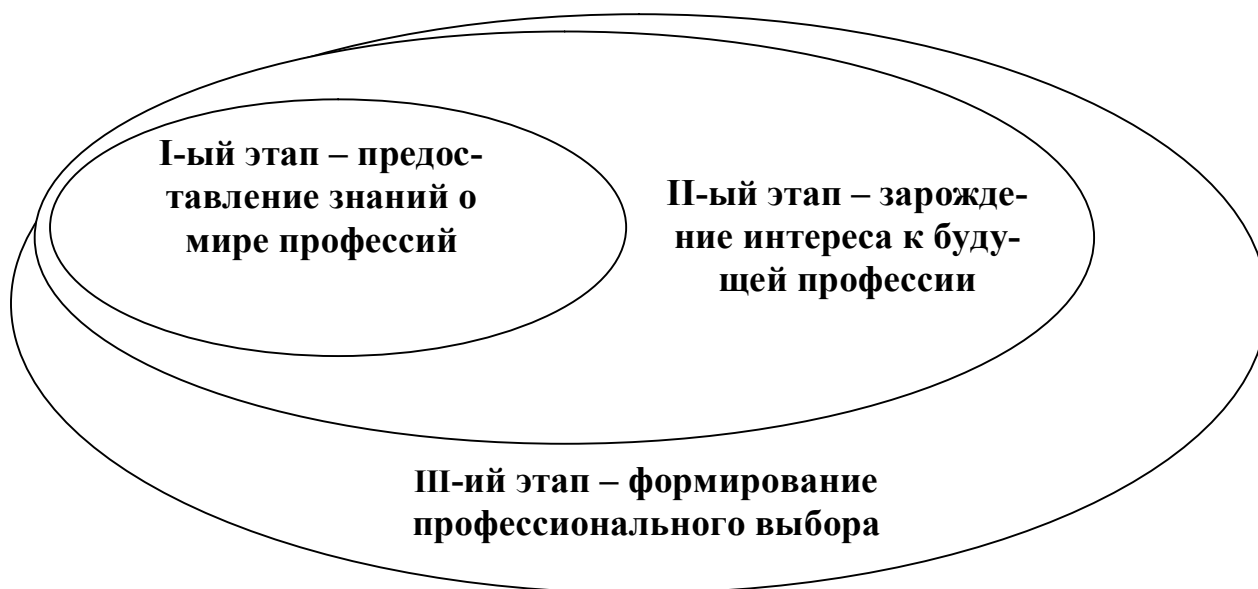 I-ый этап – предос-
тавление знаний о
мире профессий
II-ый этап – зарожде-
ние интереса к буду-
щей профессии
III-ий этап – формирование
профессионального выбора